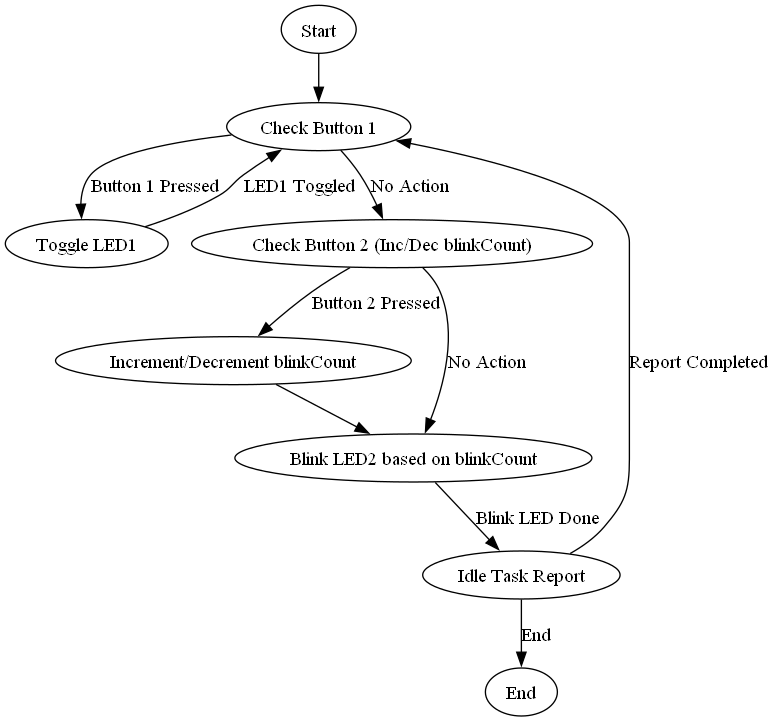 Start
Check Button 1
Button 1 Pressed
LED1 Toggled
No Action
Toggle LED1
Check Button 2 (Inc/Dec blinkCount)
Button 2 Pressed
Increment/Decrement blinkCount
No Action
Report Completed
Blink LED2 based on blinkCount
Blink LED Done
Idle Task Report
End
End